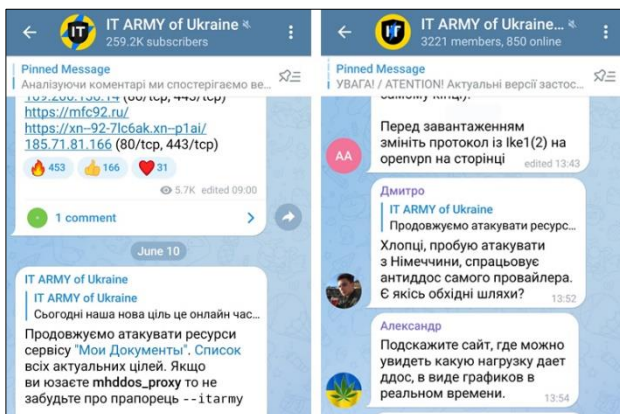 IT ARMY of Ukraine
259.2K subscribers
Pinned Message
Аналізуючи коментарі ми спостерігаємо ве...
(80/tcp, 443/tcp)
https://mfc92.ru/
https://xn--92-7lc6ak.xn--p1ai/
185.71.81.166 (80/tcp, 443/tcp)
453 166 31
5.7K edited 09:00
1 comment
June 10
IT ARMY of Ukraine
IT ARMY of Ukraine
Сьогодні наша нова ціль це онлайн час...
Продовжуємо атакувати ресурси
сервісу "Мои Документы". Список
всіх актуальних цілей. Якщо
ви юзаєте mhddos_proxy то не
забудьте про прапорець --itarmy
IT ARMY of Ukraine...
3221 members, 850 online
Pinned Message
УВАГА! / ATENTION! Актуальні версії застос...
самому кінці).
Перед завантаженням
змініть протокол із Ike1(2) на
openvpn на сторінці
edited 13:43
AA
Дмитро
IT ARMY of Ukraine
Продовжуємо атакувати ресурс...
Хлопці, пробую атакувати
з Німеччини, спрацьовує
антиддос самого провайлера.
Є якісь обхідні шляхи?
13:52
Александр
Подскажите сайт, где можно
увидеть какую нагрузку дает
ддос, в виде графиков в
реальном времени.
13:54